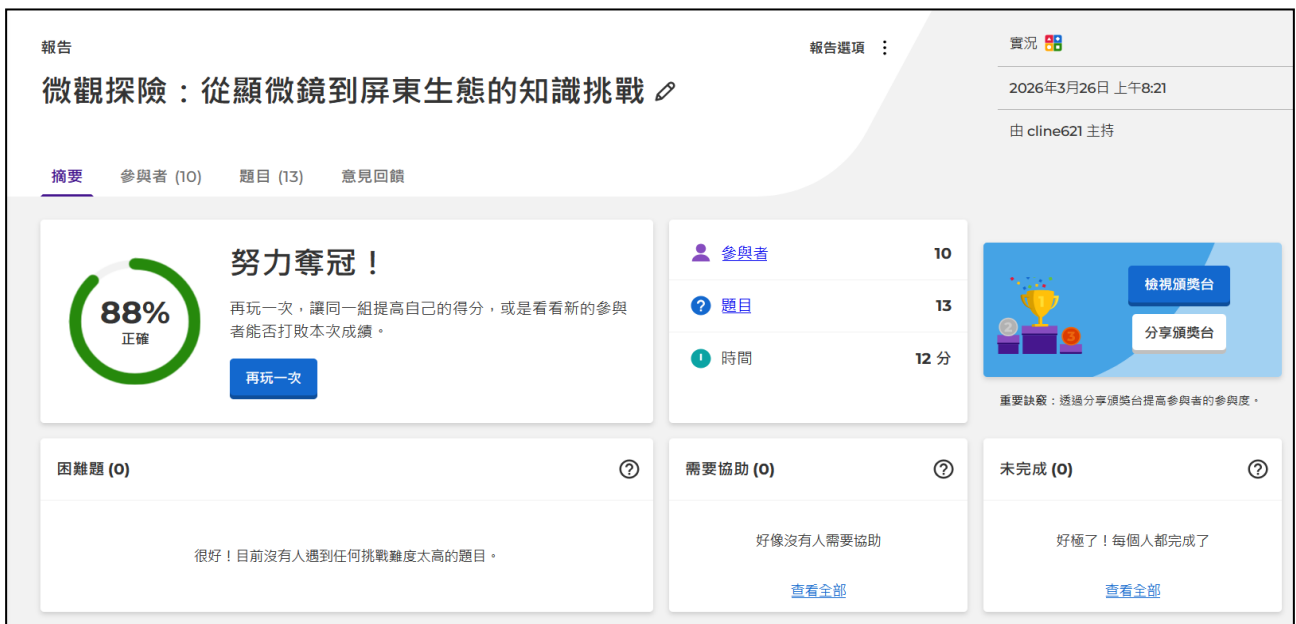 報告
報告選項
微觀探險：從顯微鏡到屏東生態的知識挑戰
實況
2026年3月26日 上午8:21
由 cline621 主持
摘要 參與者 (10) 題目 (13) 意見回饋
88%
正確
努力奪冠！
再玩一次，讓同一組提高自己的得分，或是看看新的參與
者能否打敗本次成績。
再玩一次
參與者 10
題目 13
時間 12 分
2
3
檢視頒獎台
分享頒獎台
重要訣竅：透過分享頒獎台提高參與者的參與度。
困難題 (0)
很好！目前沒有人遇到任何挑戰難度太高的題目。
需要協助 (0)
好像沒有人需要協助
查看全部
未完成 (0)
好極了！每個人都完成了
查看全部